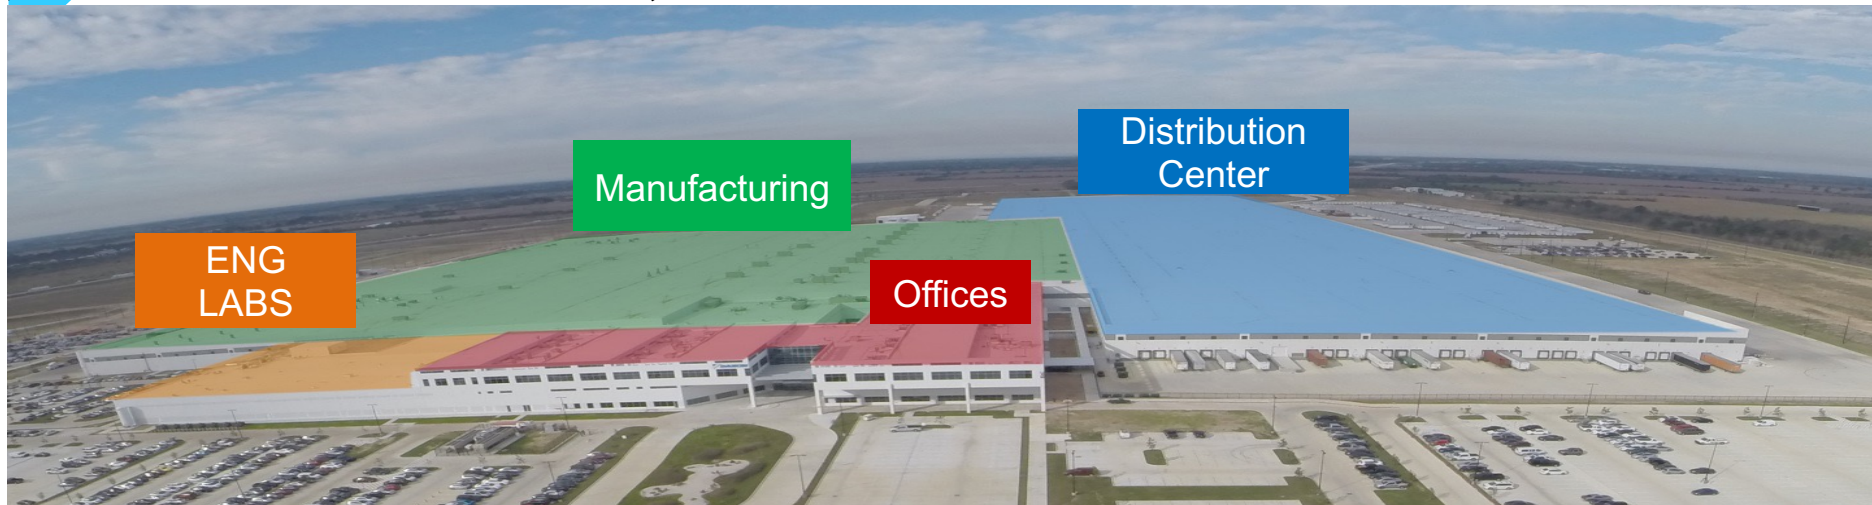 Distribution
Center
Manufacturing
ENG
LABS
Offices